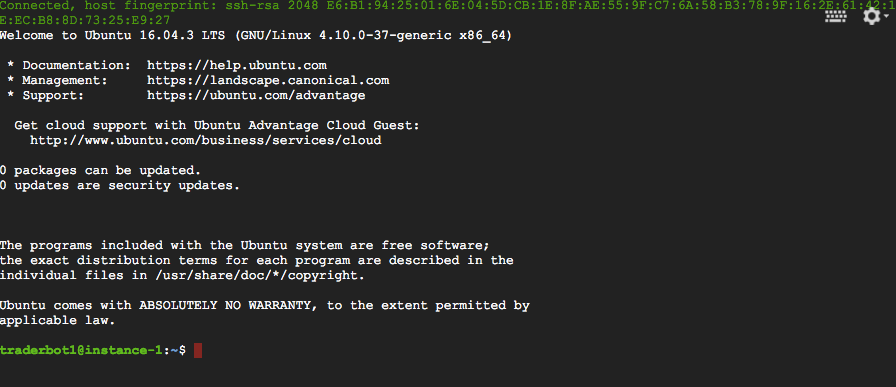 Connected, host fingerprint: ssh-rsa 2048 E6:B1:94:25:01:6E:04:5D:CB:1E:8F:AE:55:9F:C7:6A:58:B3:78:9F:16:2E:61:42:1
E:EC:B8:8D:73:25:E9:27
Welcome to Ubuntu 16.04.3 LTS (GNU/Linux 4.10.0-37-generic x86_64)
* Documentation:  https://help.ubuntu.com
* Management:     https://landscape.canonical.com
* Support:        https://ubuntu.com/advantage
Get cloud support with Ubuntu Advantage Cloud Guest:
http://www.ubuntu.com/business/services/cloud
0 packages can be updated.
0 updates are security updates.
The programs included with the Ubuntu system are free software;
the exact distribution terms for each program are described in the
individual files in /usr/share/doc/*/copyright.
Ubuntu comes with ABSOLUTELY NO WARRANTY, to the extent permitted by
applicable law.
traderbot1@instance-1:~$